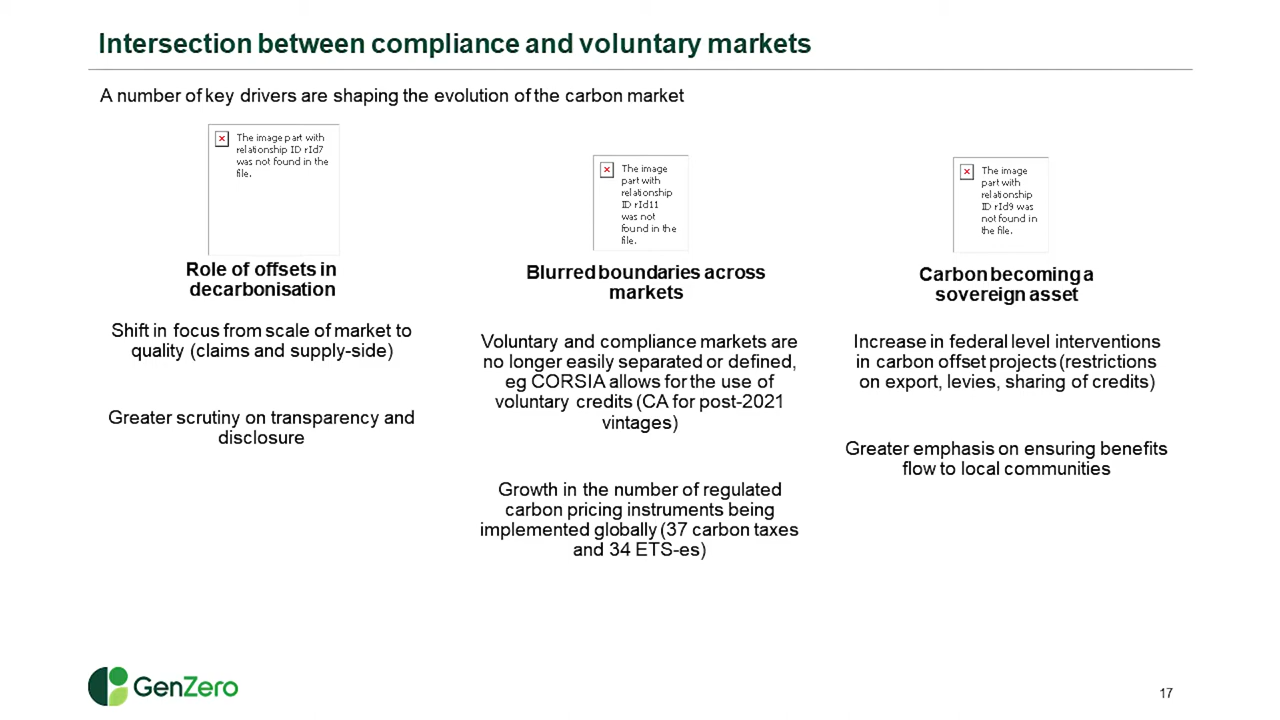 Intersection between compliance and voluntary markets
A number of key drivers are shaping the evolution of the carbon market
The image part with
relationship ID rId7
was not found in the
file.
Role of offsets in
decarbonisation
Shift in focus from scale of market to
quality (claims and supply-side)
Greater scrutiny on transparency and
disclosure
The image
part with
relationship
ID rId11
was not
found in the
file.
Blurred boundaries across
markets
Voluntary and compliance markets are
no longer easily separated or defined,
eg CORSIA allows for the use of
voluntary credits (CA for post-2021
vintages)
Growth in the number of regulated
carbon pricing instruments being
implemented globally (37 carbon taxes
and 34 ETS-es)
The image
part with
relationship
ID rId9 was
not found in
the file.
Carbon becoming a
sovereign asset
Increase in federal level interventions
in carbon offset projects (restrictions
on export, levies, sharing of credits)
Greater emphasis on ensuring benefits
flow to local communities
GenZero
17